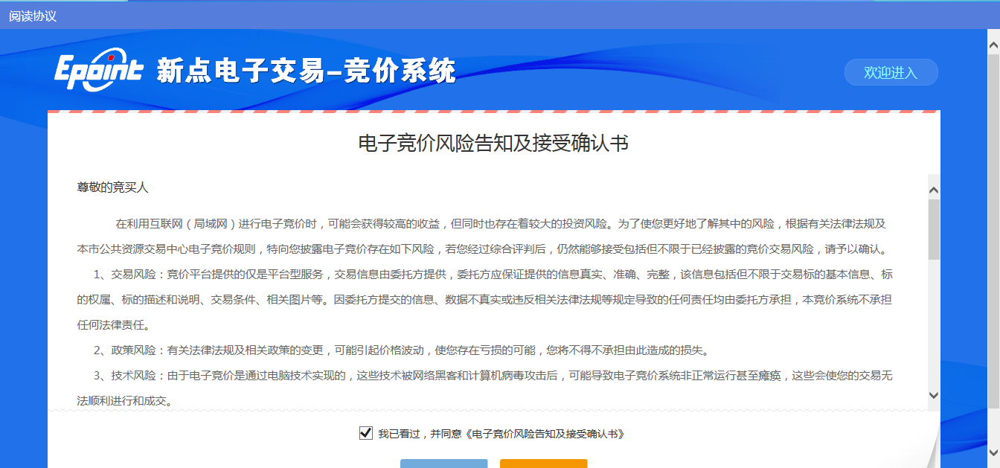 阅读协议
Epoint 新点电子交易-竞价系统
欢迎进入
电子竞价风险告知及接受确认书
尊敬的竞买人
在利用互联网（局域网）进行电子竞价时，可能会获得较高的收益，但同时也存在着较大的投资风险。为了使您更好地了解其中的风险，根据有关法律法规及
本市公共资源交易中心电子竞价规则，特向您披露电子竞价存在如下风险，若您经过综合评判后，仍然能够接受包括但不限于已经披露的竞价交易风险，请予以确认。
1、交易风险：竞价平台提供的仅是平台型服务，交易信息由委托方提供，委托方应保证提供的信息真实、准确、完整，该信息包括但不限于交易标的基本信息、标
的权属、标的描述和说明、交易条件、相关图片等。因委托方提交的信息、数据不真实或违反相关法律法规等规定导致的任何责任均由委托方承担，本竞价系统不承担
任何法律责任。
2、政策风险：有关法律法规及相关政策的变更，可能引起价格波动，使您存在亏损的可能，您将不得不承担由此造成的损失。
3、技术风险：由于电子竞价是通过电脑技术实现的，这些技术被网络黑客和计算机病毒攻击后，可能导致电子竞价系统非正常运行甚至瘫痪，这些会使您的交易无
法顺利进行和成交。
我已看过，并同意《电子竞价风险告知及接受确认书》